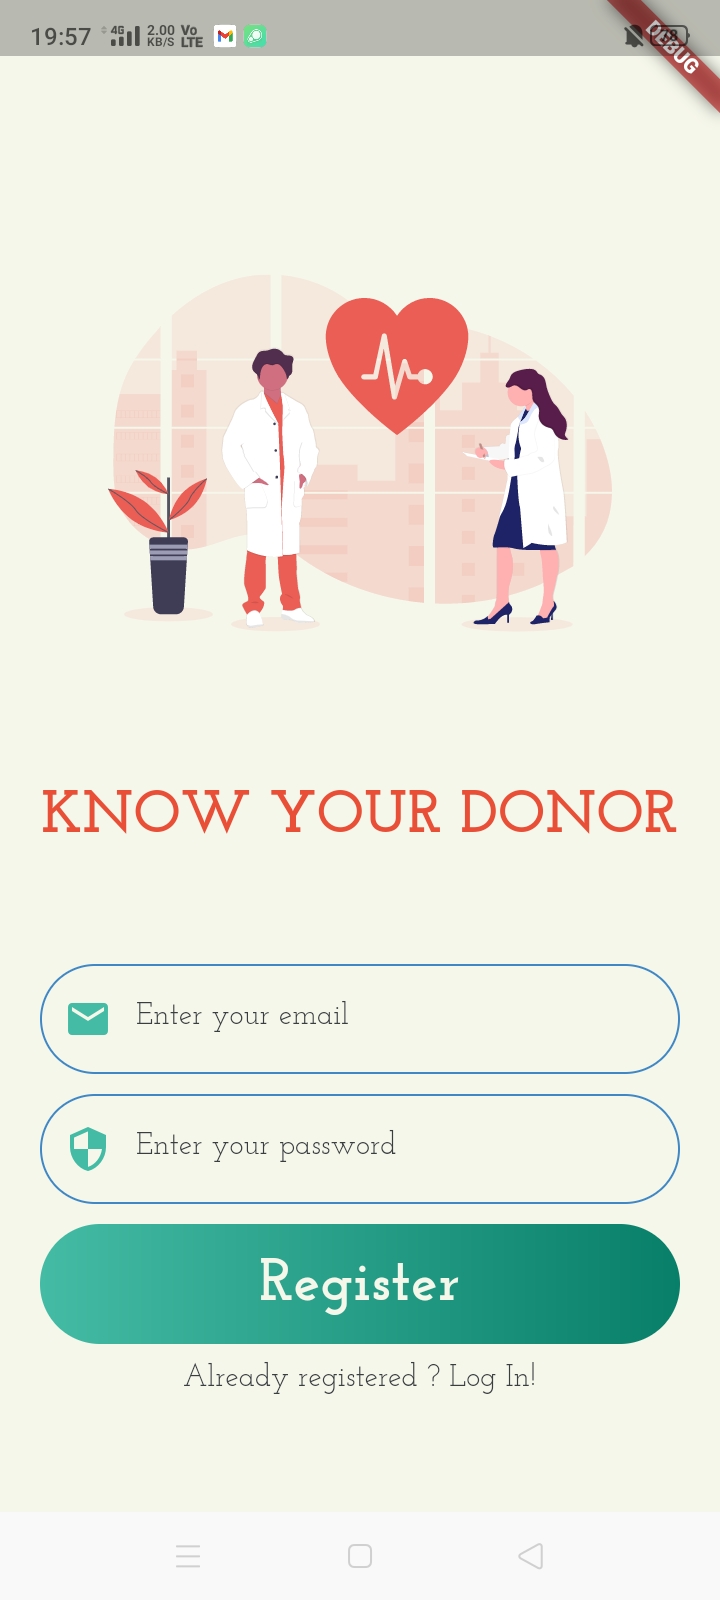 19:57 4G 2.00 KB/S Vo LTE
DEBUG
KNOW YOUR DONOR
Enter your email
Enter your password
Register
Already registered ? Log In!